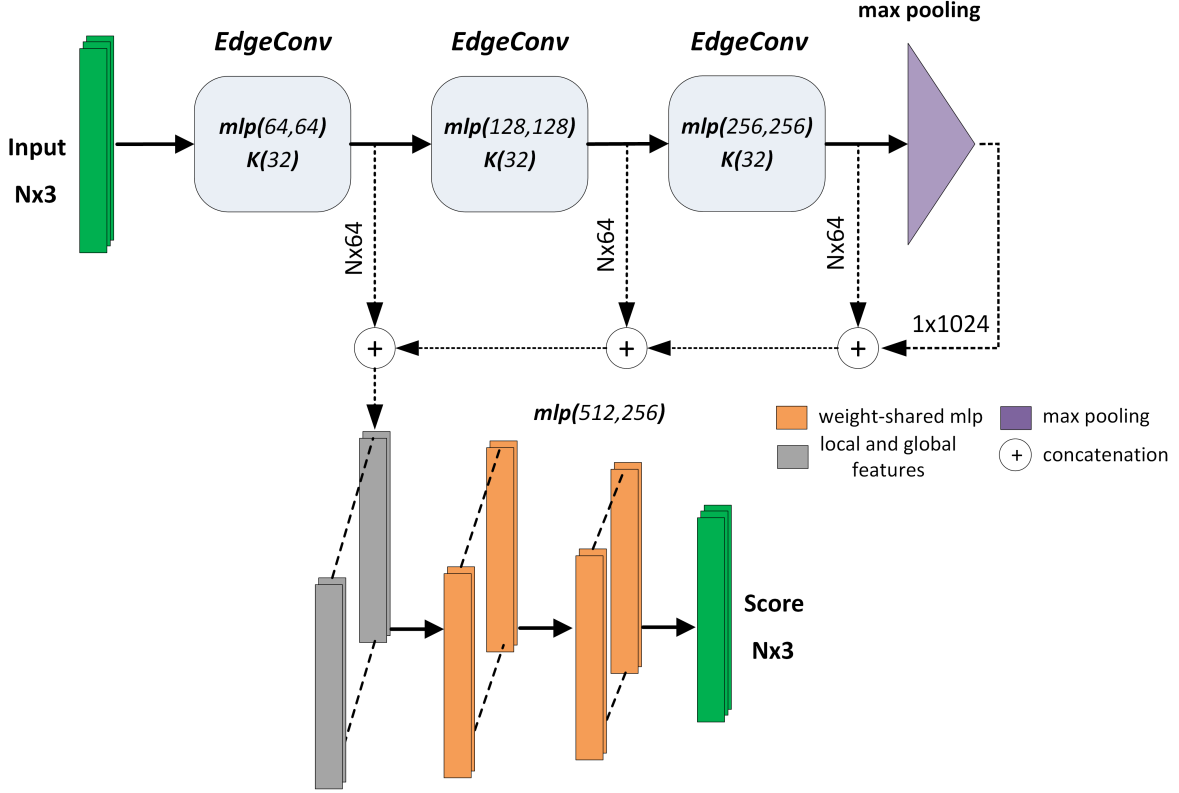 max pooling
EdgeConv
EdgeConv
EdgeConv
mlp(64,64)
K(32)
mlp(128,128)
K(32)
mlp(256,256)
K(32)
Input
Nx3
Nx64
Nx64
Nx64
1x1024
+
+
+
mlp(512,256)
weight-shared mlp
max pooling
local and global
features
+
concatenation
Score
Nx3